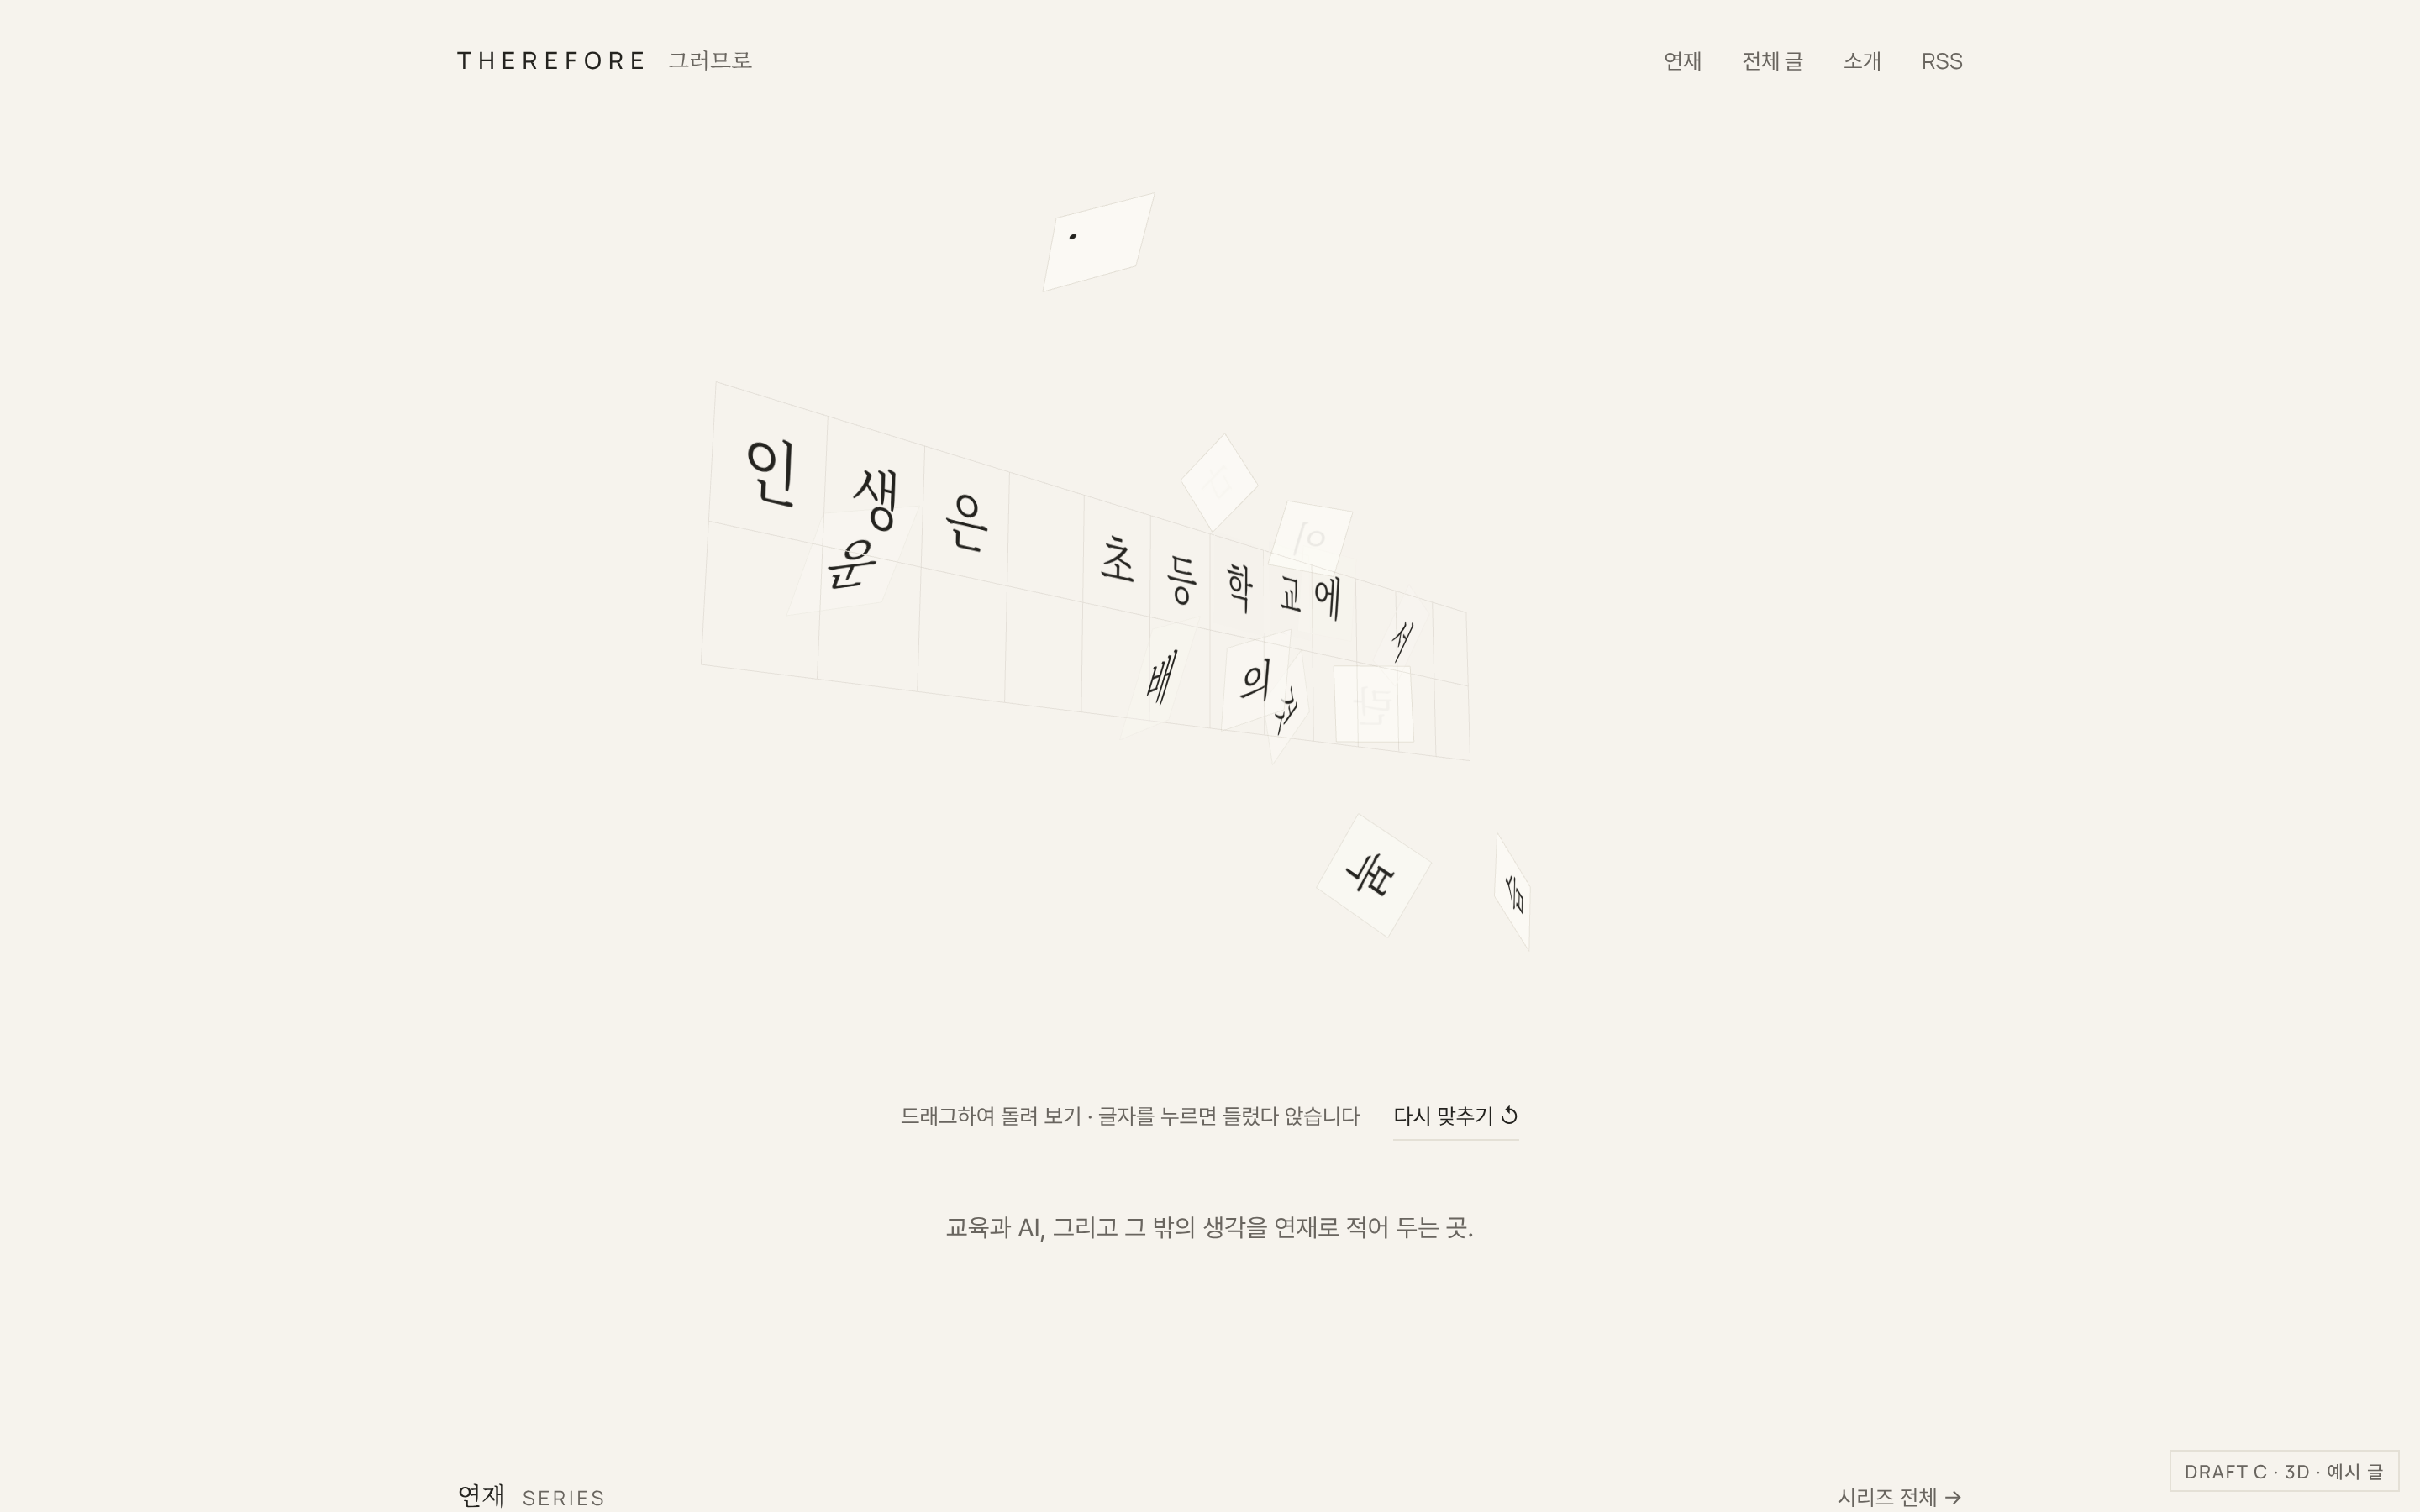 THEREFORE 그러므로
연재 전체 글 소개 RSS
인생은 초등학교에서
운
배 의
눔
드래그하여 돌려 보기 · 글자를 누르면 들렸다 앉습니다 다시 맞추기
교육과 AI, 그리고 그 밖의 생각을 연재로 적어 두는 곳.
연재 SERIES
시리즈 전체 →
DRAFT C · 3D · 예시 글